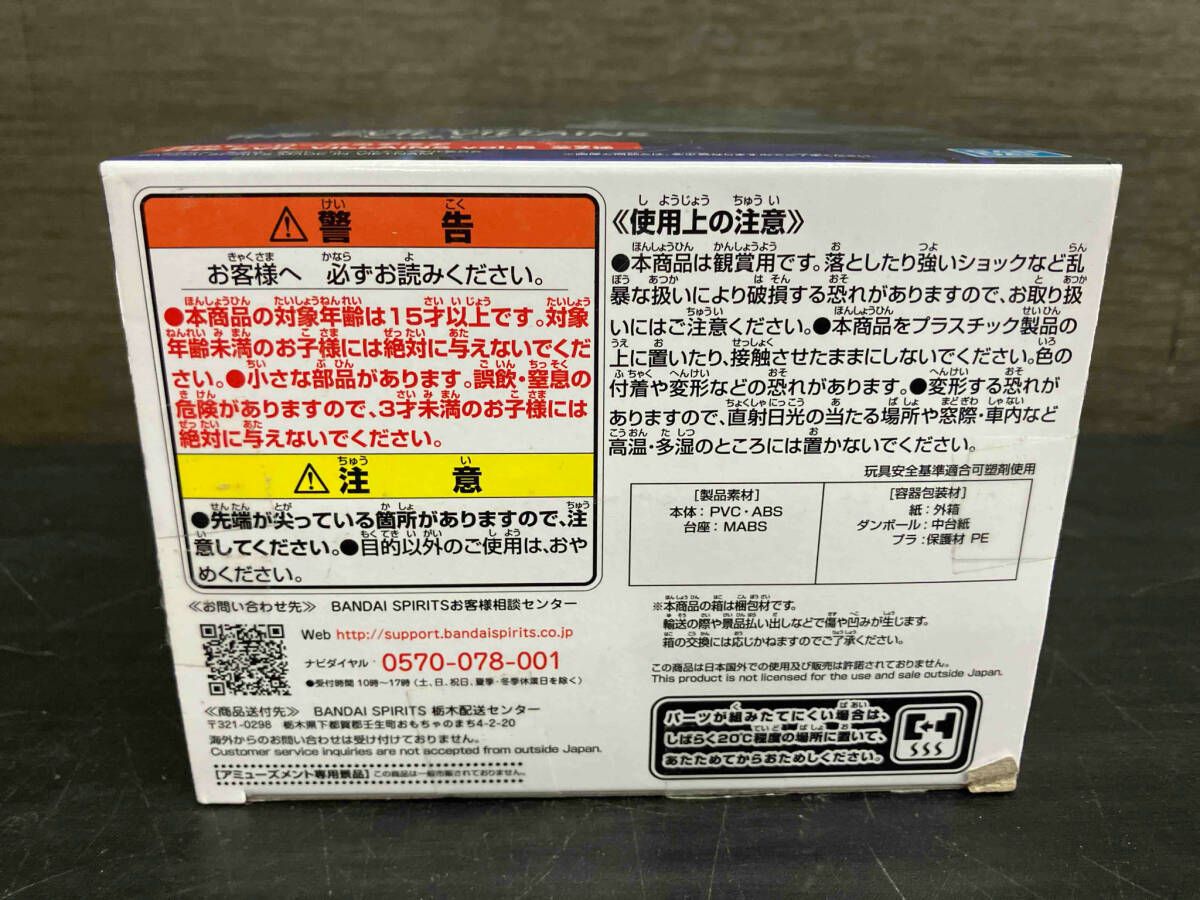 警告
お客様へ 必ずお読みください。
●本商品の対象年齢は15才以上です。対象
年齢未満のお子様には絶対に与えないでくだ
さい。●小さな部品があります。誤飲・窒息の
危険がありますので、3才未満のお子様には
絶対に与えないでください。
注意
●先端が尖っている箇所がありますので、注
意してください。●目的以外のご使用は、おや
めください。
≪お問い合わせ先≫ BANDAI SPIRITSお客様相談センター
Web http://support.bandaispirits.co.jp
ナビダイヤル・0570-078-001
●受付時間 10時〜17時（土、日、祝日、夏季・冬季休業日を除く）
≪商品送付先≫ BANDAI SPIRITS 栃木配送センター
〒321-0298 栃木県下都賀郡壬生町おもちゃのまち4-2-20
海外からのお問い合わせは受け付けておりません。
Customer service inquiries are not accepted from outside Japan.
［アミューズメント専用景品］この商品は一般市販されておりません。
≪使用上の注意≫
●本商品は観賞用です。落としたり強いショックなど乱
暴な扱いにより破損する恐れがありますので、お取り扱
いにはご注意ください。●本商品をプラスチック製品の
上に置いたり、接触させたままにしないでください。色の
付着や変形などの恐れがあります。●変形する恐れが
ありますので、直射日光の当たる場所や窓際・車内など
高温・多湿のところには置かないでください。
玩具安全基準適合可塑剤使用
［製品素材］
本体：PVC・ABS
台座：MABS
［容器包装材］
紙：外箱
ダンボール：中台紙
プラ：保護材 PE
※本商品の箱は梱包材です。
輸送の際や景品払い出しなどで傷や凹みが生じます。
箱の交換には応じかねますのでご了承ください。
この商品は日本国外での使用及び販売は許諾されておりません。
This product is not licensed for the use and sale outside Japan.
パーツが組みたてにくい場合は、
しばらく20℃程度の場所に置いて、
あたためてからおためしください。